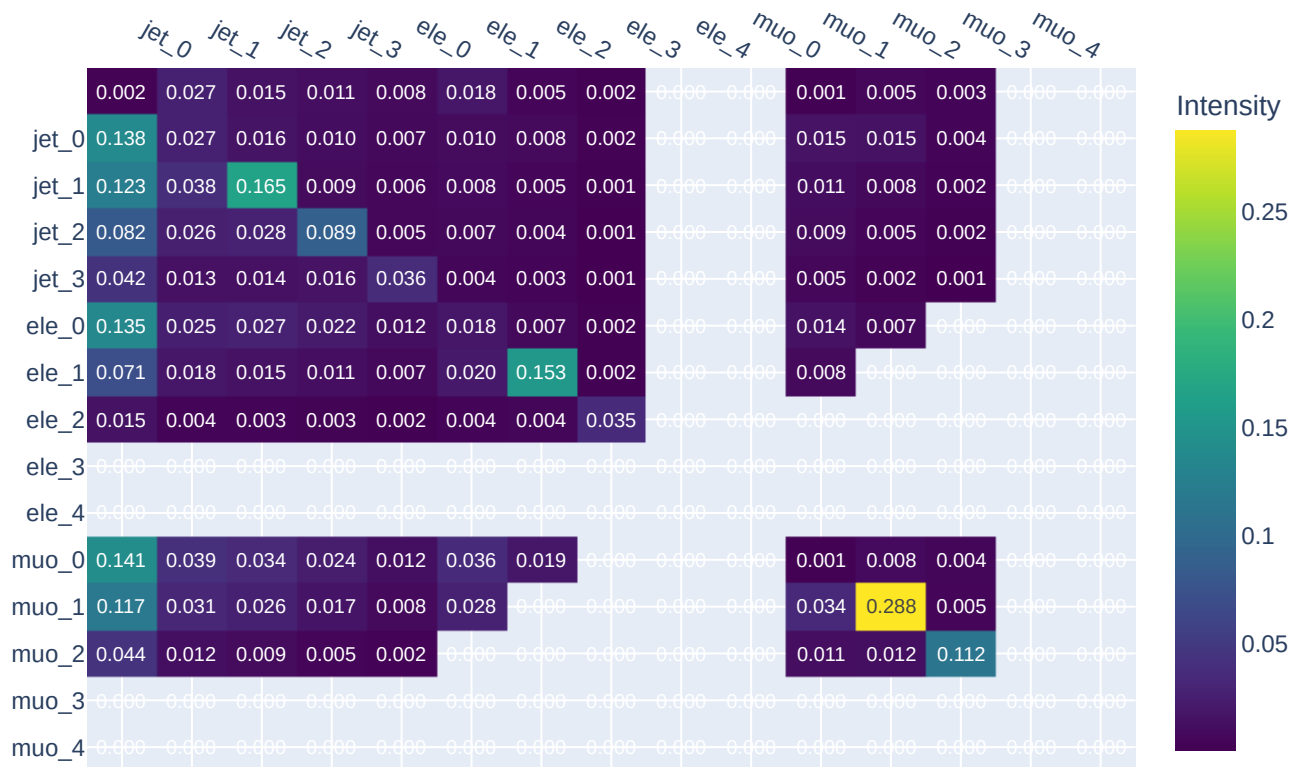 jet_0 jet_1 jet_2 jet_3 ele_0 ele_1 ele_2 ele_3 ele_4 muo_0 muo_1 muo_2 muo_3 muo_4
0.002 0.027 0.015 0.011 0.008 0.018 0.005 0.002 0.000 0.000 0.001 0.005 0.003 0.000 0.000
jet_0 0.138 0.027 0.016 0.010 0.007 0.010 0.008 0.002 0.000 0.000 0.015 0.015 0.004 0.000 0.000
jet_1 0.123 0.038 0.165 0.009 0.006 0.008 0.005 0.001 0.000 0.000 0.011 0.008 0.002 0.000 0.000
jet_2 0.082 0.026 0.028 0.089 0.005 0.007 0.004 0.001 0.000 0.000 0.009 0.005 0.002 0.000 0.000
jet_3 0.042 0.013 0.014 0.016 0.036 0.004 0.003 0.001 0.000 0.000 0.005 0.002 0.001 0.000 0.000
ele_0 0.135 0.025 0.027 0.022 0.012 0.018 0.007 0.002 0.000 0.000 0.014 0.007 0.000 0.000 0.000
ele_1 0.071 0.018 0.015 0.011 0.007 0.020 0.153 0.002 0.000 0.000 0.008 0.000 0.000 0.000 0.000
ele_2 0.015 0.004 0.003 0.003 0.002 0.004 0.004 0.035 0.000 0.000 0.000 0.000 0.000 0.000 0.000
ele_3 0.000 0.000 0.000 0.000 0.000 0.000 0.000 0.000 0.000 0.000 0.000 0.000 0.000 0.000 0.000
ele_4 0.000 0.000 0.000 0.000 0.000 0.000 0.000 0.000 0.000 0.000 0.000 0.000 0.000 0.000 0.000
muo_0 0.141 0.039 0.034 0.024 0.012 0.036 0.019 0.000 0.000 0.000 0.001 0.008 0.004 0.000 0.000
muo_1 0.117 0.031 0.026 0.017 0.008 0.028 0.000 0.000 0.000 0.000 0.034 0.288 0.005 0.000 0.000
muo_2 0.044 0.012 0.009 0.005 0.002 0.000 0.000 0.000 0.000 0.000 0.011 0.012 0.112 0.000 0.000
muo_3 0.000 0.000 0.000 0.000 0.000 0.000 0.000 0.000 0.000 0.000 0.000 0.000 0.000 0.000 0.000
muo_4 0.000 0.000 0.000 0.000 0.000 0.000 0.000 0.000 0.000 0.000 0.000 0.000 0.000 0.000 0.000
Intensity
0.25
0.2
0.15
0.1
0.05